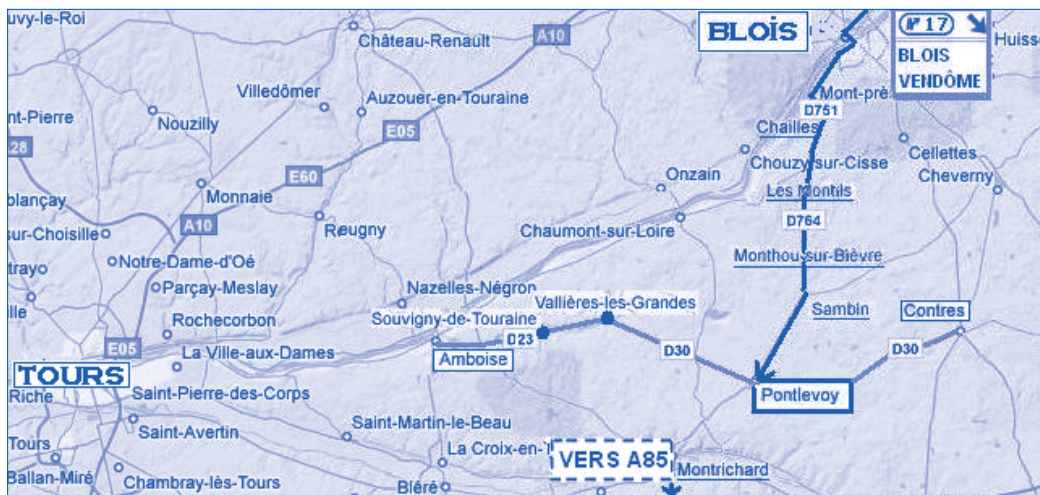 uvy-le-Roi
Château-Renault
A10
BLOIS
N° 17
Huisse
BLOIS
VENDÔME
Villedômer
Auzouer-en-Touraine
Mont-prè
D751
nt-Pierre
Nouzilly
E05
Chailles
28
Cellettes
Chouzy-sur-Cisse
E60
Onzain
Cheverny
Monnaie
Les Montils
blançay
A10
Reugny
Chaumont-sur-Loire
D764
sur-Choisille
Monthou-sur-Bièvre
tray
Notre-Dame-d'Oé
Parçay-Meslay
Nazelles-Négron
Vallières-les-Grandes
ille
Sambin
Contres
Rochecorbon
Souvigny-de-Touraine
D23
E05
La Ville-aux-Dames
Amboise
D30
D30
TOURS
Riche
Saint-Pierre-des-Corps
Pontlevoy
Saint-Avertin
Saint-Martin-le-Beau
Tours
La Croix-en-T
VERS A85
Montrichard
Ballan-Miré
Chambray-lès-Tours
Bléré